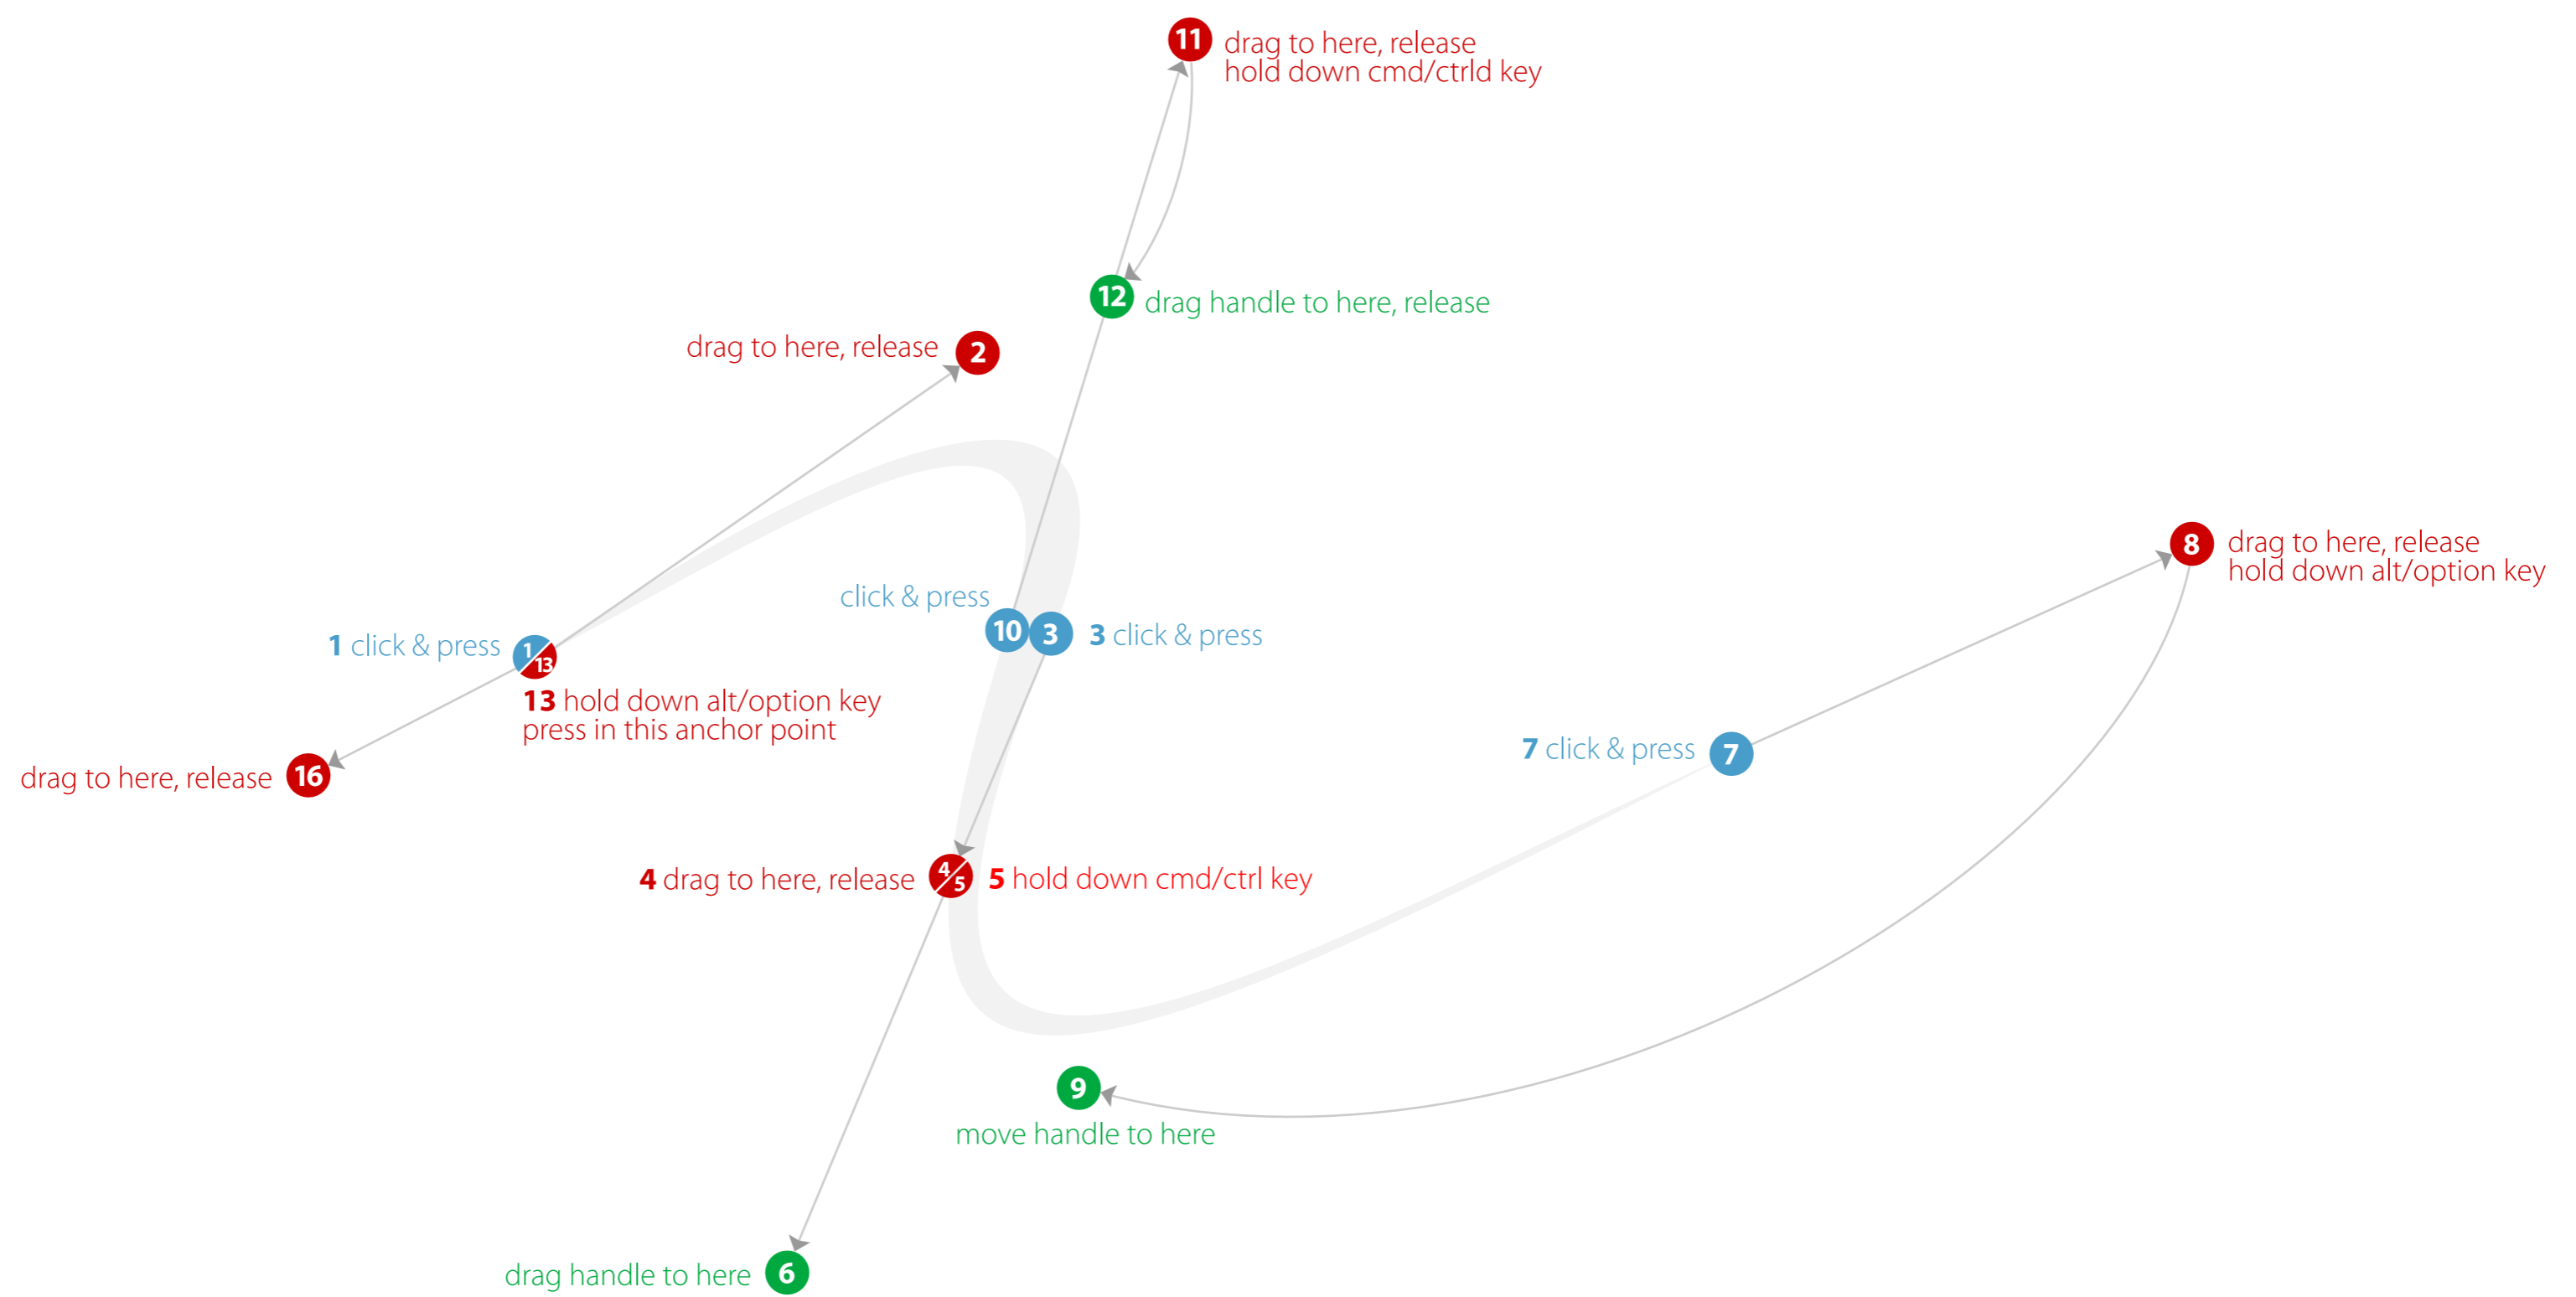 11 drag to here, release
hold down cmd/ctrld key
12 drag handle to here, release
drag to here, release 2
8 drag to here, release
hold down alt/option key
click & press
10 3 3 click & press
1 click & press 1 13
13 hold down alt/option key
press in this anchor point
7 click & press 7
drag to here, release 16
4 drag to here, release 4 5 5 hold down cmd/ctrl key
9
move handle to here
drag handle to here 6